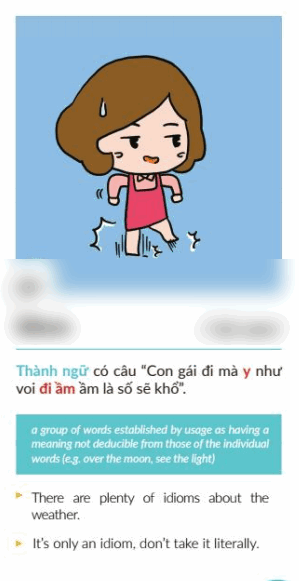 Thành ngữ có câu “Con gái đi mà y như
voi đi ầm ầm là số sẽ khổ”.
a group of words established by usage as having a
meaning not deducible from those of the individual
words (e.g. over the moon, see the light)
There are plenty of idioms about the
weather.
It’s only an idiom, don’t take it literally.